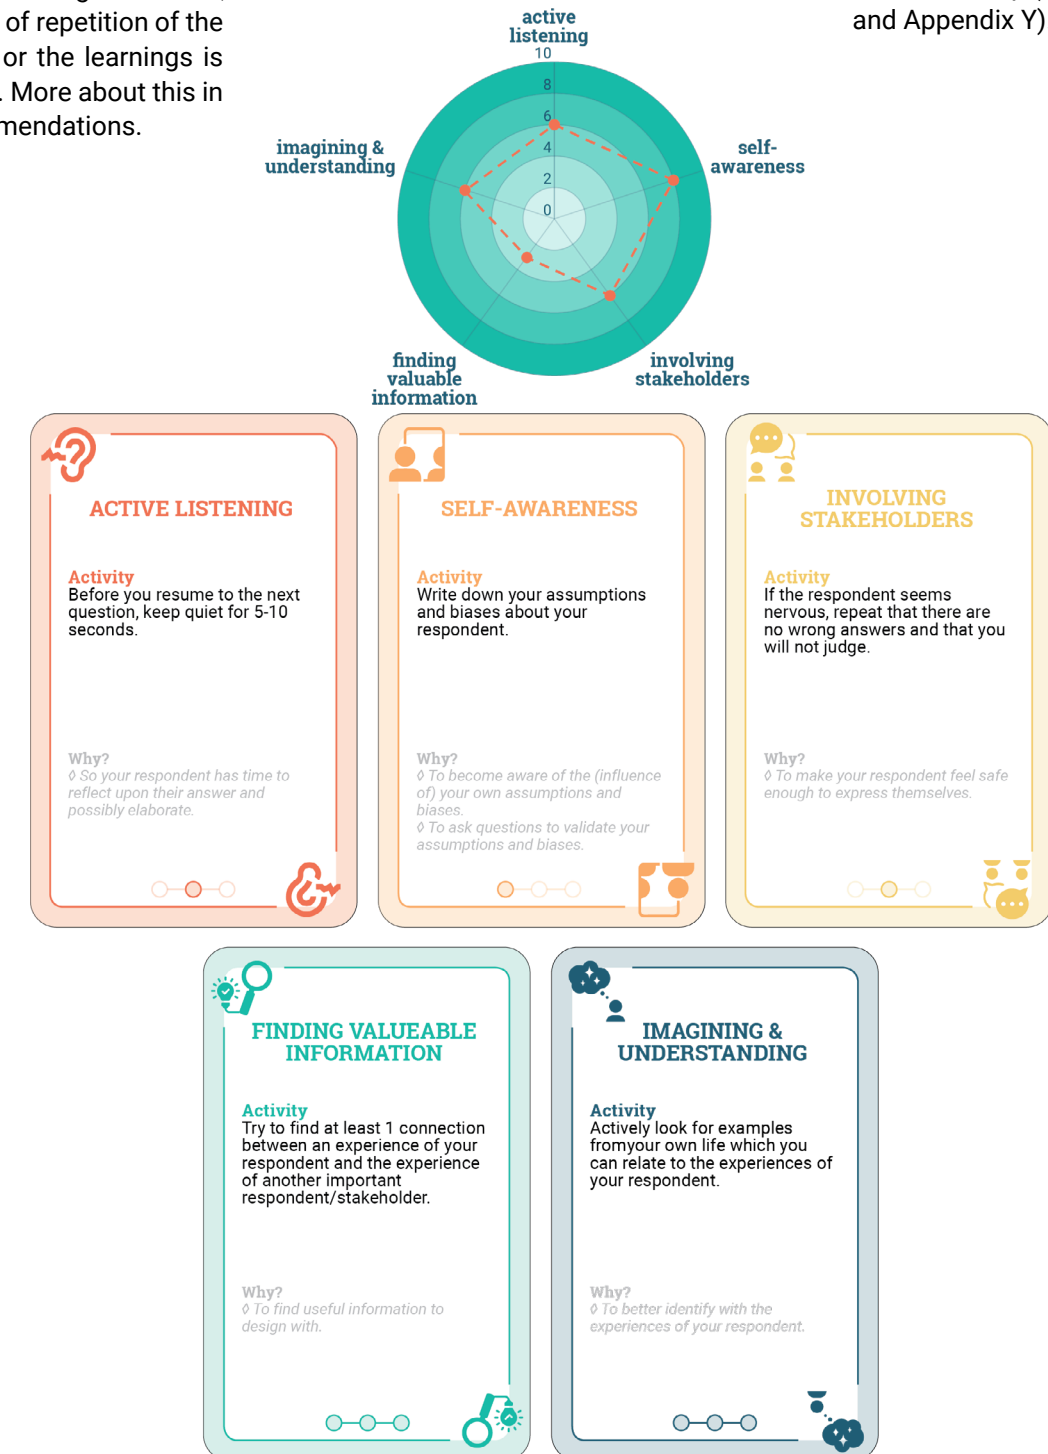 of repetition of the
or the learnings is
. More about this in
mendations.
and Appendix Y)
active
listening
10
8
6
4
2
0
imagining &
understanding
self-
awareness
finding
valuable
information
involving
stakeholders
ACTIVE LISTENING
Activity
Before you resume to the next
question, keep quiet for 5-10
seconds.
Why?
◊ So your respondent has time to
reflect upon their answer and
possibly elaborate.
SELF-AWARENESS
Activity
Write down your assumptions
and biases about your
respondent.
Why?
◊ To become aware of the (influence
of) your own assumptions and
biases.
◊ To ask questions to validate your
assumptions and biases.
INVOLVING
STAKEHOLDERS
Activity
If the respondent seems
nervous, repeat that there are
no wrong answers and that you
will not judge.
Why?
◊ To make your respondent feel safe
enough to express themselves.
FINDING VALUEABLE
INFORMATION
Activity
Try to find at least 1 connection
between an experience of your
respondent and the experience
of another important
respondent/stakeholder.
Why?
◊ To find useful information to
design with.
IMAGINING &
UNDERSTANDING
Activity
Actively look for examples
fromyour own life which you
can relate to the experiences of
your respondent.
Why?
◊ To better identify with the
experiences of your respondent.